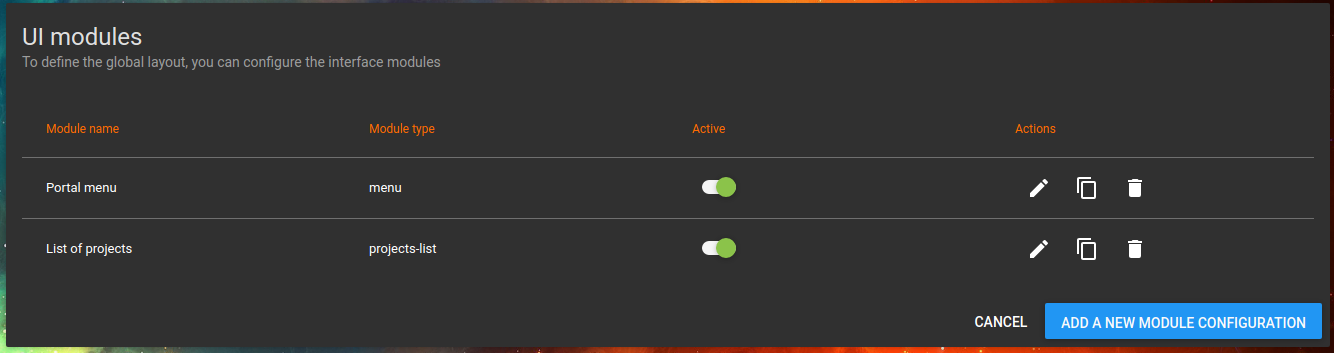 UI modules
To define the global layout, you can configure the interface modules
Module name Module type Active Actions
Portal menu menu
List of projects projects-list
CANCEL ADD A NEW MODULE CONFIGURATION